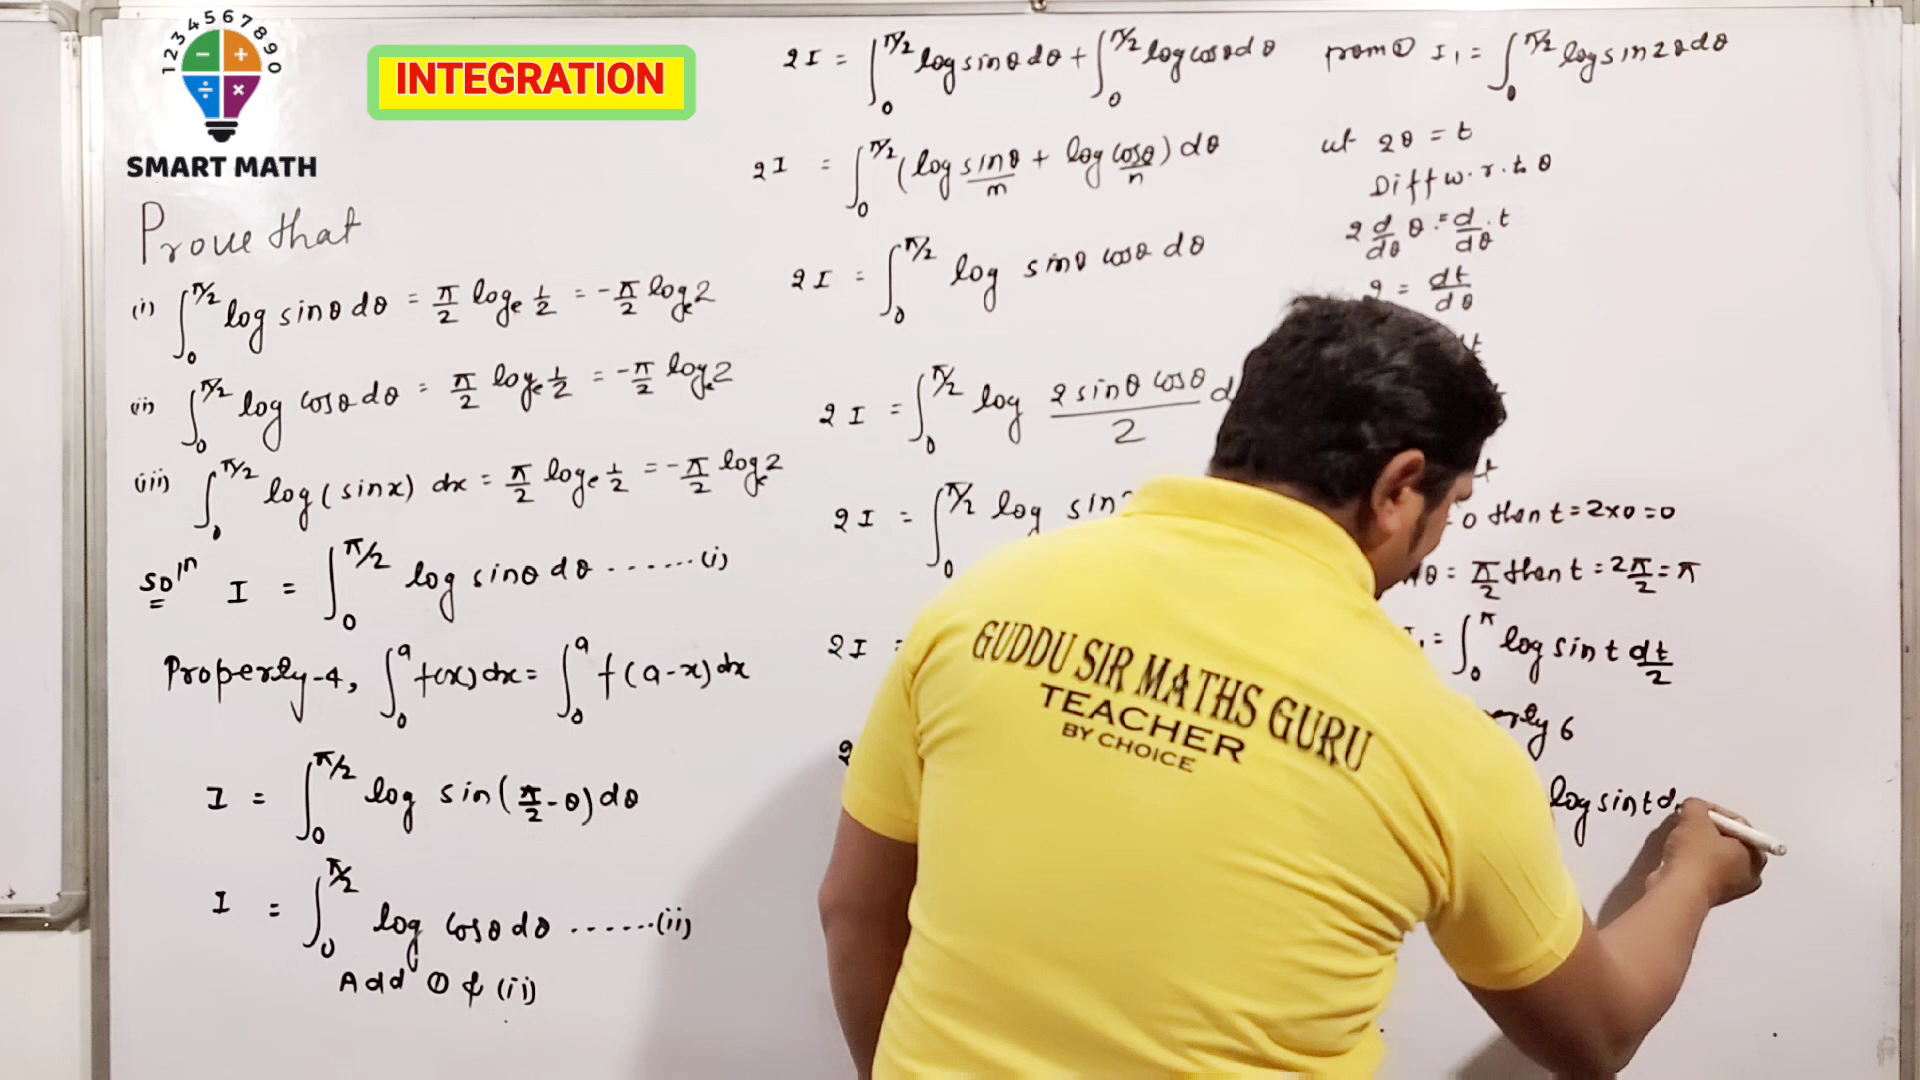 1234567890
− + ÷ ×
SMART MATH
INTEGRATION
Prove that
(i) ∫₀^{π/2} log sinθ dθ = π/2 logₑ 1/2 = -π/2 logₑ2
(ii) ∫₀^{π/2} log cosθ dθ = π/2 logₑ 1/2 = -π/2 logₑ2
(iii) ∫₀^{π/2} log(sinx) dx = π/2 logₑ 1/2 = -π/2 logₑ2
Soln I = ∫₀^{π/2} log sinθ dθ ......(i)
Property-4, ∫₀^a f(x) dx = ∫₀^a f(a-x) dx
I = ∫₀^{π/2} log sin(π/2 - θ) dθ
I = ∫₀^{π/2} log cosθ dθ ......(ii)
Add ① & (ii)
2I = ∫₀^{π/2} log sinθ dθ + ∫₀^{π/2} log cosθ dθ
2I = ∫₀^{π/2} (log sinθ/m + log cosθ/n) dθ
2I = ∫₀^{π/2} log sinθ cosθ dθ
2I = ∫₀^{π/2} log 2 sinθ cosθ/2 d
2I = ∫₀^{π/2} log sin
2I =
2
from ① I₁ = ∫₀^{π/2} log sin2θ dθ
ut 2θ = t
Diff w.r.to θ
2 d/dθ θ = d/dθ . t
2 = dt/dθ
= 0 then t = 2×0 = 0
θ = π/2 then t = 2π/2 = π
I₁ = ∫₀^π log sin t dt/2
erty 6
log sin t d
GUDDU SIR MATHS GURU
TEACHER
BY CHOICE